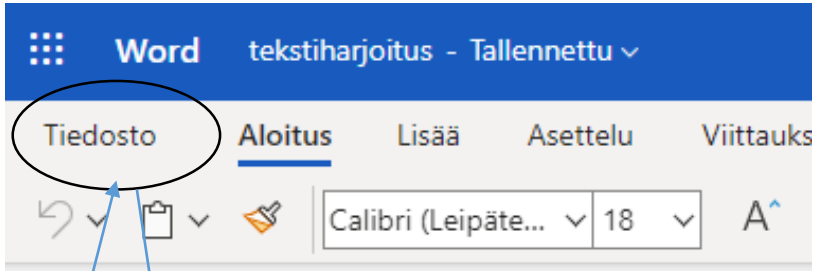 Word tekstiharjoitus - Tallennettu
Tiedosto Aloitus Lisää Asettelu Viittauks
Calibri (Leipäte... 18 A^